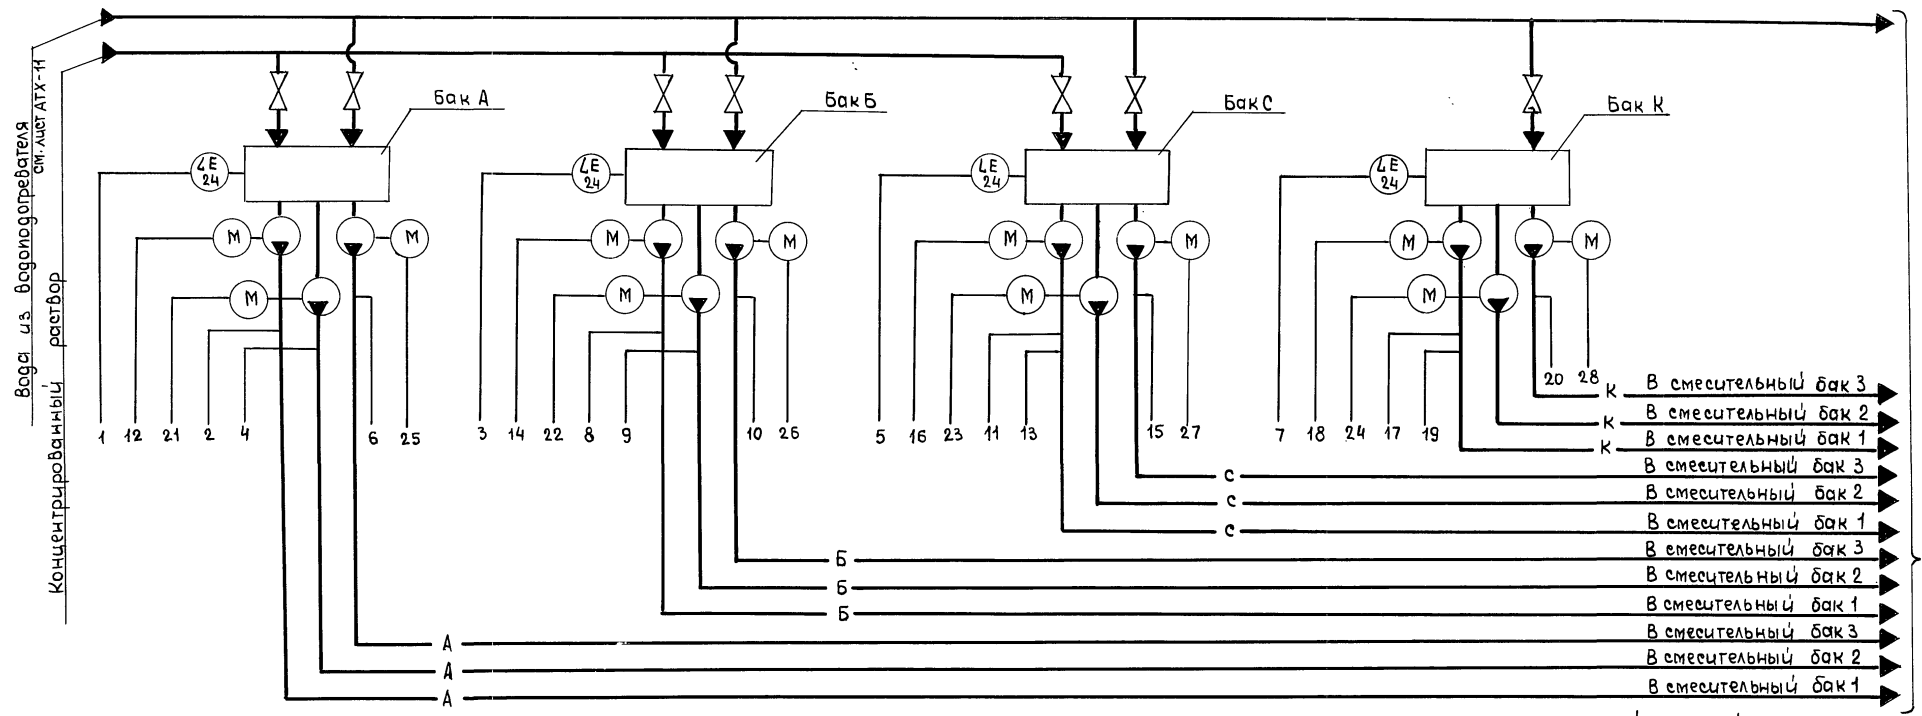 Вода из водоподогревателя
см. лист АТХ-11
Концентрированный раствор
Бак А
Бак Б
Бак С
Бак К
LE
24
LE
24
LE
24
LE
24
М
М
М
М
М
М
М
М
М
М
М
М
1 12 21 2 4 6 25
3 14 22 8 9 10 26
5 16 23 11 13 15 27
7 18 24 17 19 20 28
К В смесительный бак 3
К В смесительный бак 2
К В смесительный бак 1
С В смесительный бак 3
С В смесительный бак 2
С В смесительный бак 1
Б В смесительный бак 3
Б В смесительный бак 2
Б В смесительный бак 1
А В смесительный бак 3
А В смесительный бак 2
А В смесительный бак 1